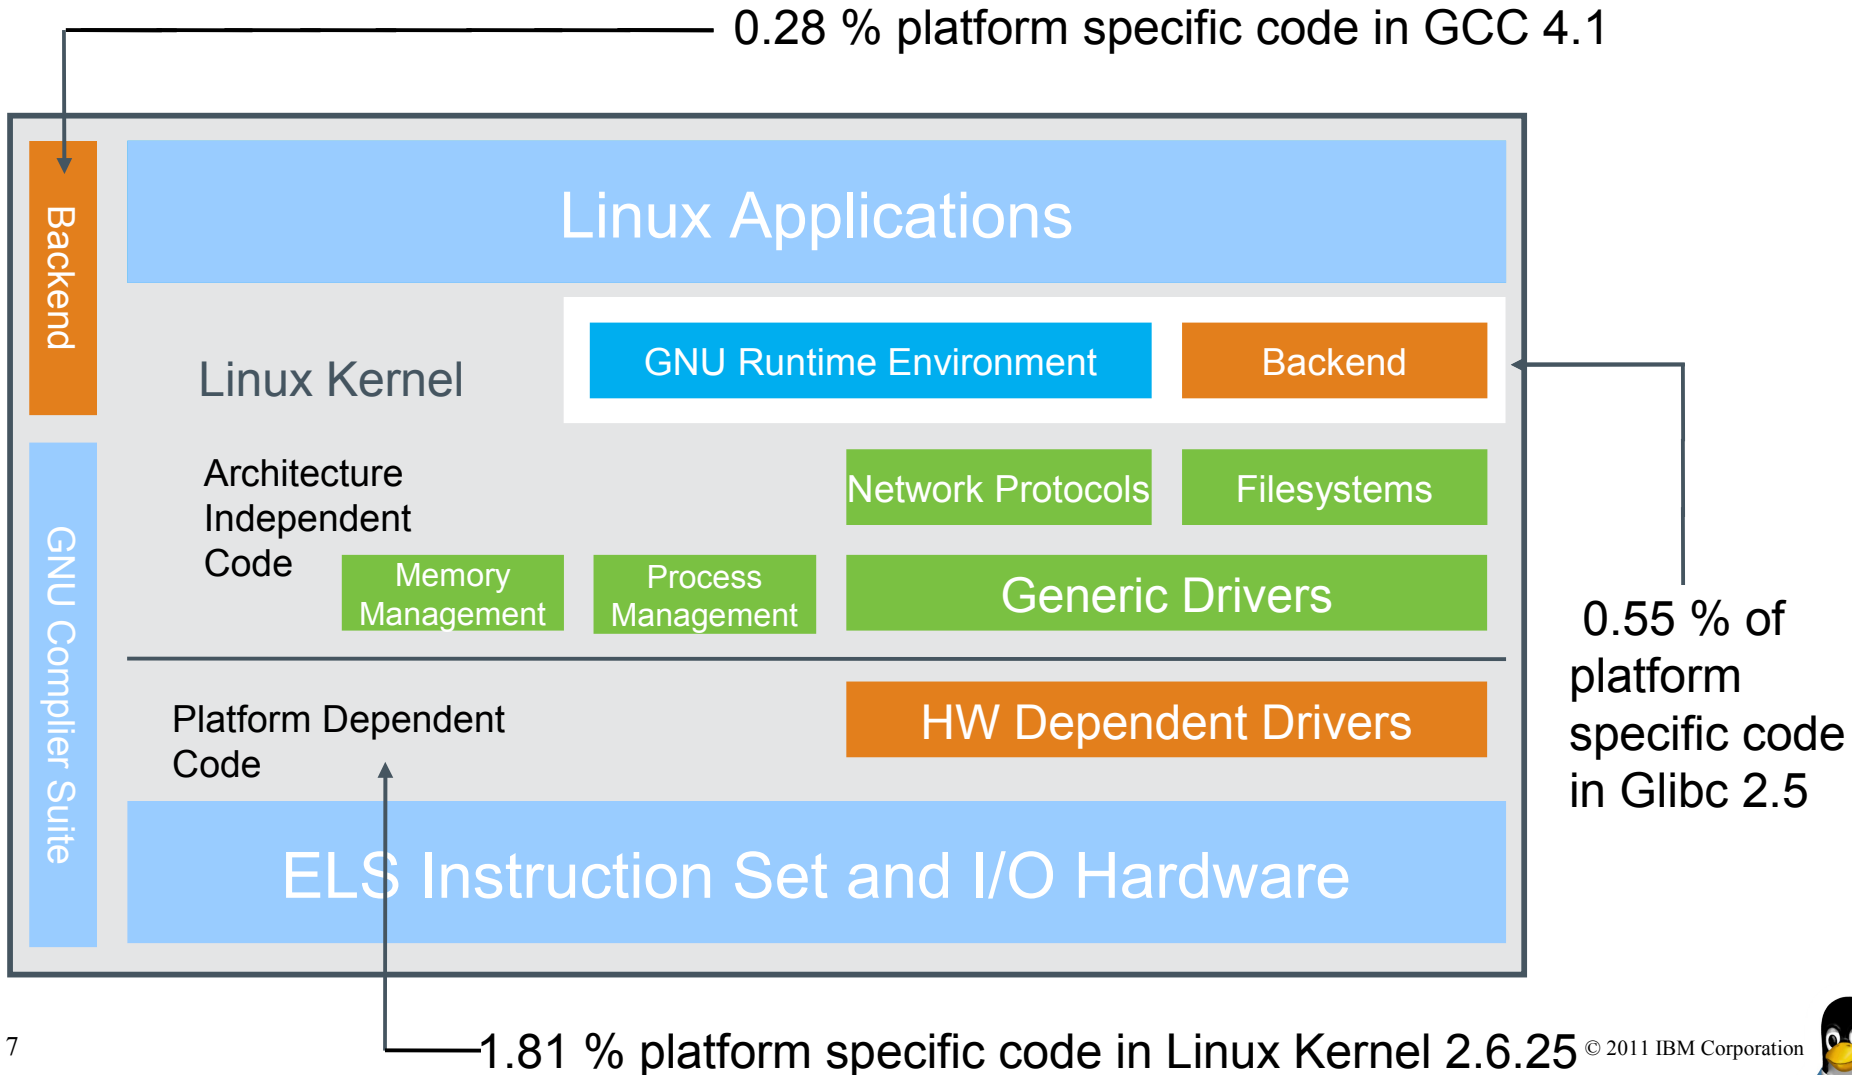 0.28 % platform specific code in GCC 4.1
Backend
Linux Applications
Linux Kernel
GNU Runtime Environment
Backend
Architecture
Independent
Code
Network Protocols
Filesystems
Memory
Management
Process
Management
Generic Drivers
GNU Complier Suite
0.55 % of
platform
specific code
in Glibc 2.5
Platform Dependent
Code
HW Dependent Drivers
ELS Instruction Set and I/O Hardware
7
1.81 % platform specific code in Linux Kernel 2.6.25
© 2011 IBM Corporation